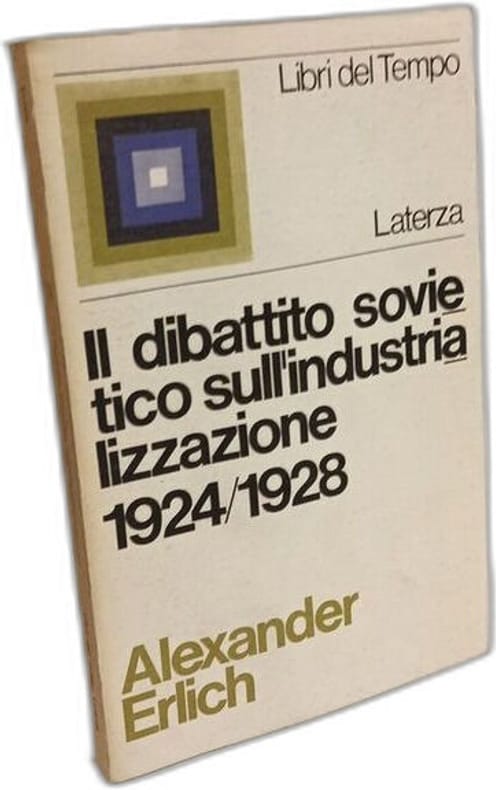 Libri del Tempo
Laterza
Il dibattito sovie
tico sull'industria
lizzazione
1924/1928
Alexander
Erlich